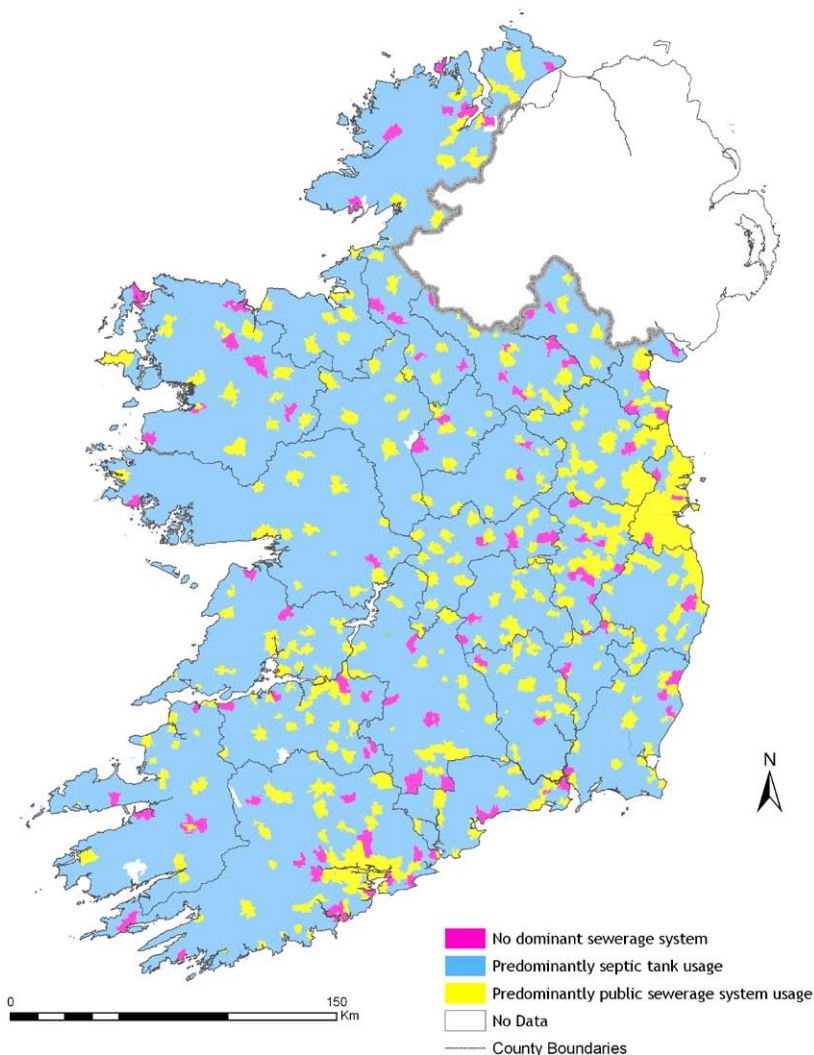 N
No dominant sewerage system
Predominantly septic tank usage
Predominantly public sewerage system usage
No Data
County Boundaries
0 150
Km